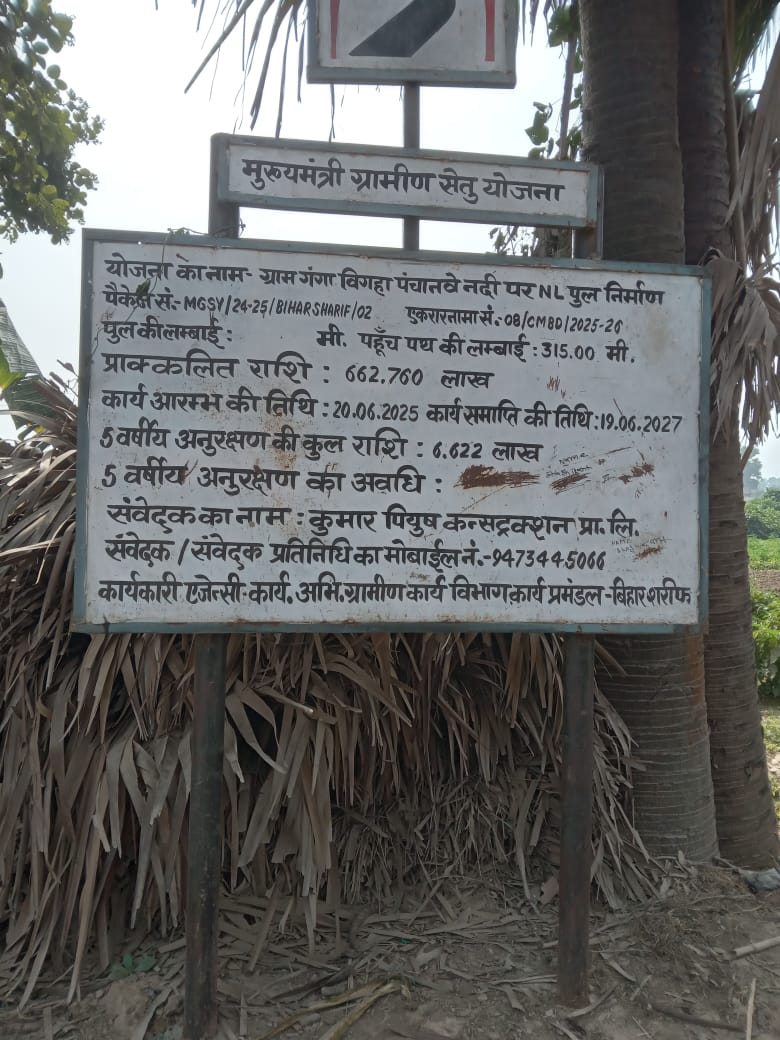 मुख्यमंत्री ग्रामीण सेतु योजना
योजना का नाम- ग्राम गंगा विगहा पंचानवे नदी पर NL पुल निर्माण
पैकेज सं.- MGSY/24-25/BIHARSHARIF/02 एकरारनामा सं.- 08/CMBD/2025-26
पुल की लम्बाई : मी. पहूँच पथ की लम्बाई : 315.00 मी.
प्राक्कलित राशि : 662.760 लाख
कार्य आरम्भ की तिथि : 20.06.2025 कार्य समाप्ति की तिथि : 19.06.2027
5 वर्षीय अनुरक्षण की कुल राशि : 6.622 लाख
5 वर्षीय अनुरक्षण का अवधि :
संवेदक का नाम : कुमार पियुष कन्सट्रक्शन प्रा. लि.
संवेदक / संवेदक प्रतिनिधि का मोबाईल नं.- 9473445066
कार्यकारी एजेन्सी-कार्य. अभि. ग्रामीण कार्य विभाग, कार्य प्रमंडल-बिहारशरीफ